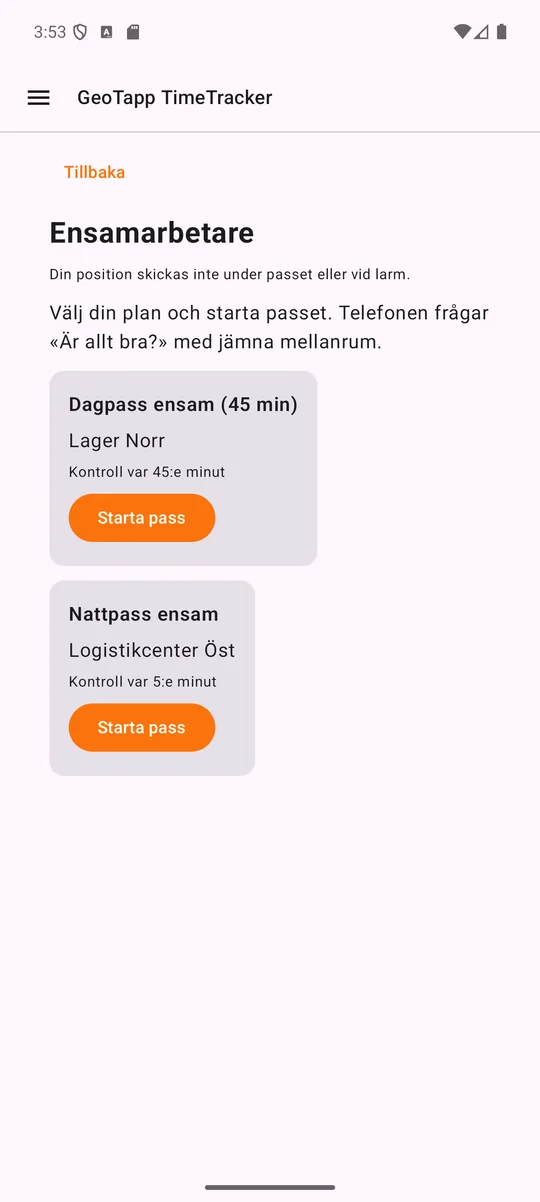 3:53
GeoTapp TimeTracker
Tillbaka
Ensamarbetare
Din position skickas inte under passet eller vid larm.
Välj din plan och starta passet. Telefonen frågar
«Är allt bra?» med jämna mellanrum.
Dagpass ensam (45 min)
Lager Norr
Kontroll var 45:e minut
Starta pass
Nattpass ensam
Logistikcenter Öst
Kontroll var 5:e minut
Starta pass